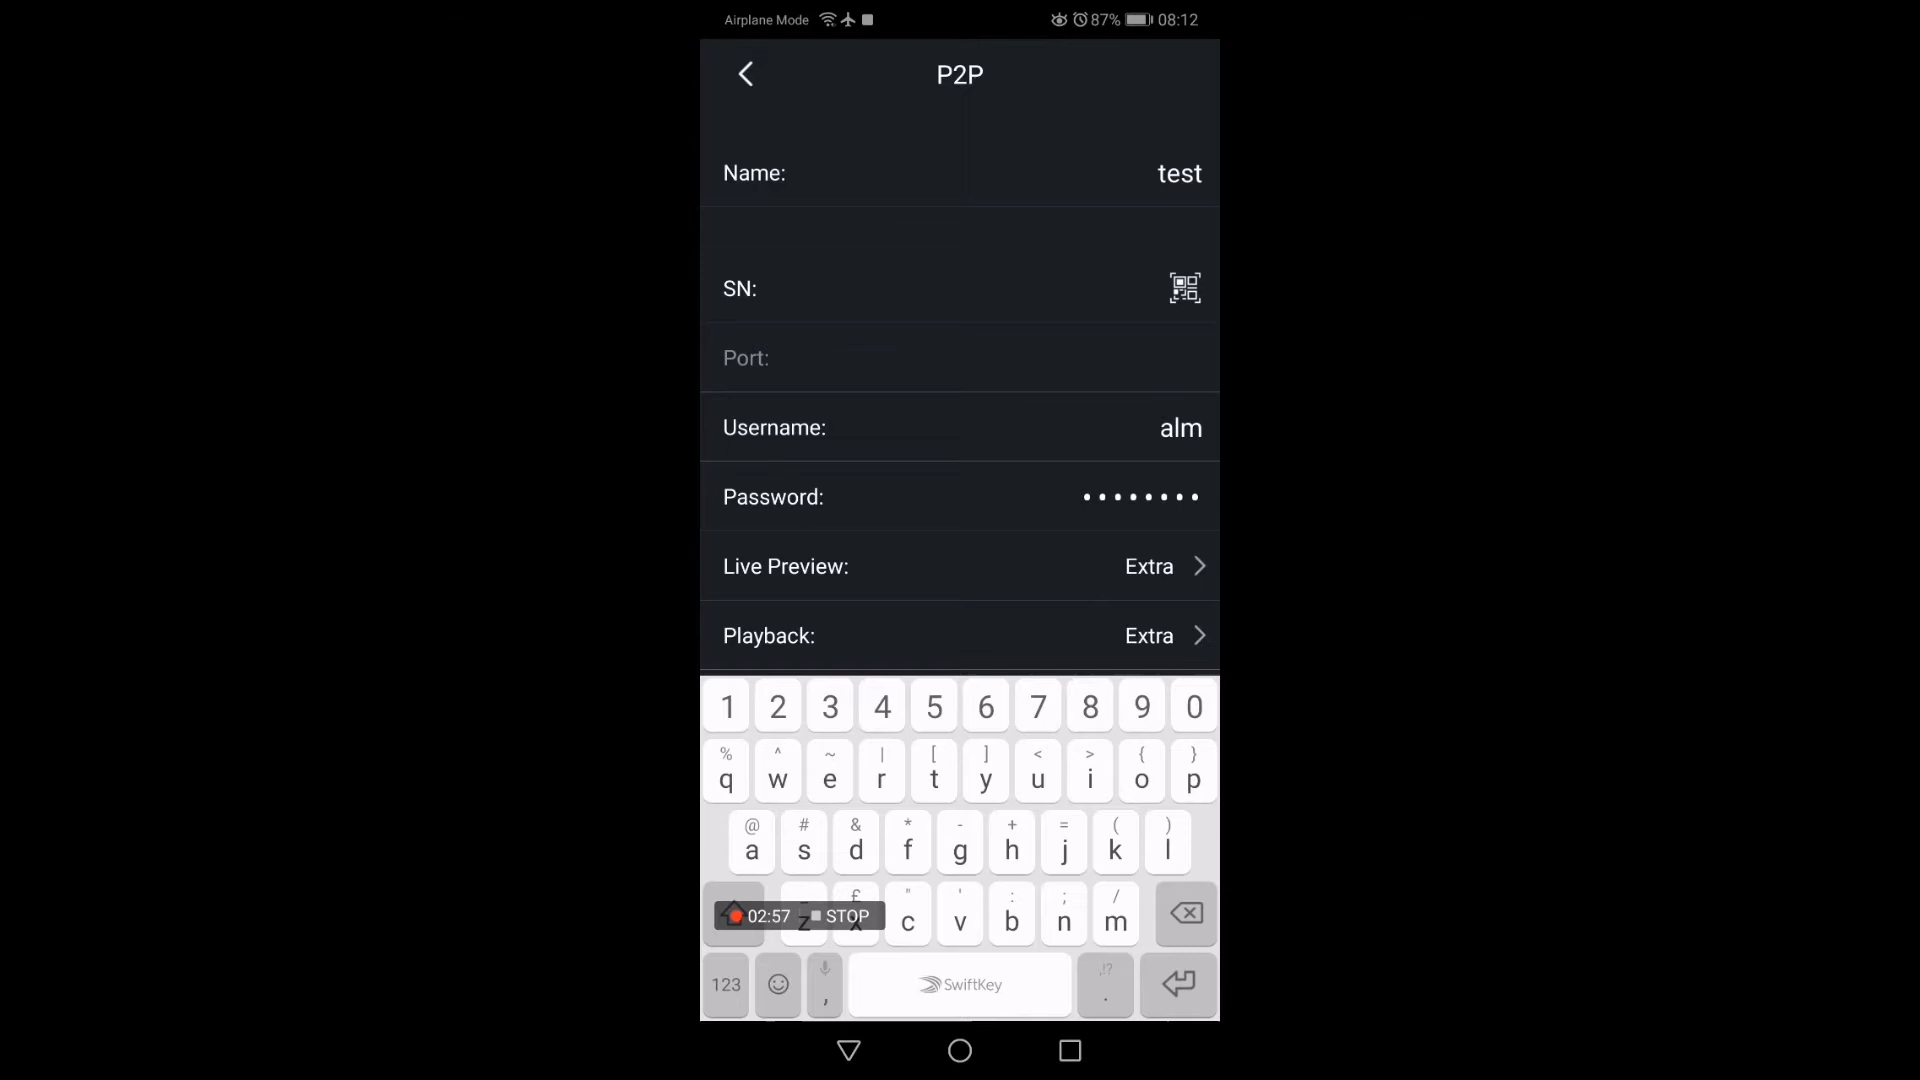 Airplane Mode 87% 08:12
P2P
Name: test
SN:
Port:
Username: alm
Password: ••••••••
Live Preview: Extra
Playback: Extra
1 2 3 4 5 6 7 8 9 0
% ^ ~ | [ ] < > { }
q w e r t y u i o p
@ # & * - + = ( )
a s d f g h j k l
_ £ " ' : ; /
z x c v b n m
02:57 STOP
,!?
123 , SwiftKey .